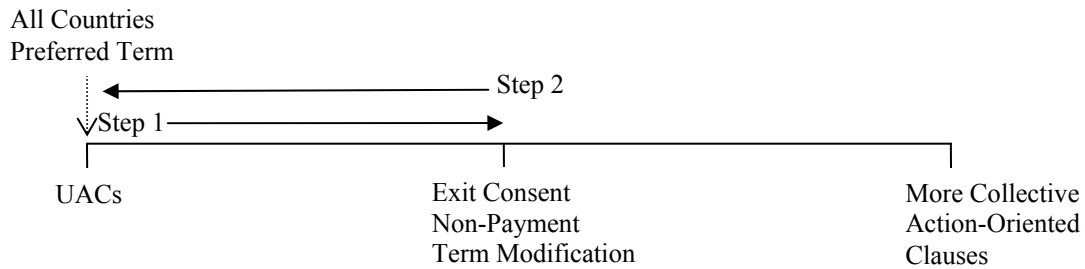 All Countries
Preferred Term
Step 2
Step 1
UACs
Exit Consent
Non-Payment
Term Modification
More Collective
Action-Oriented
Clauses